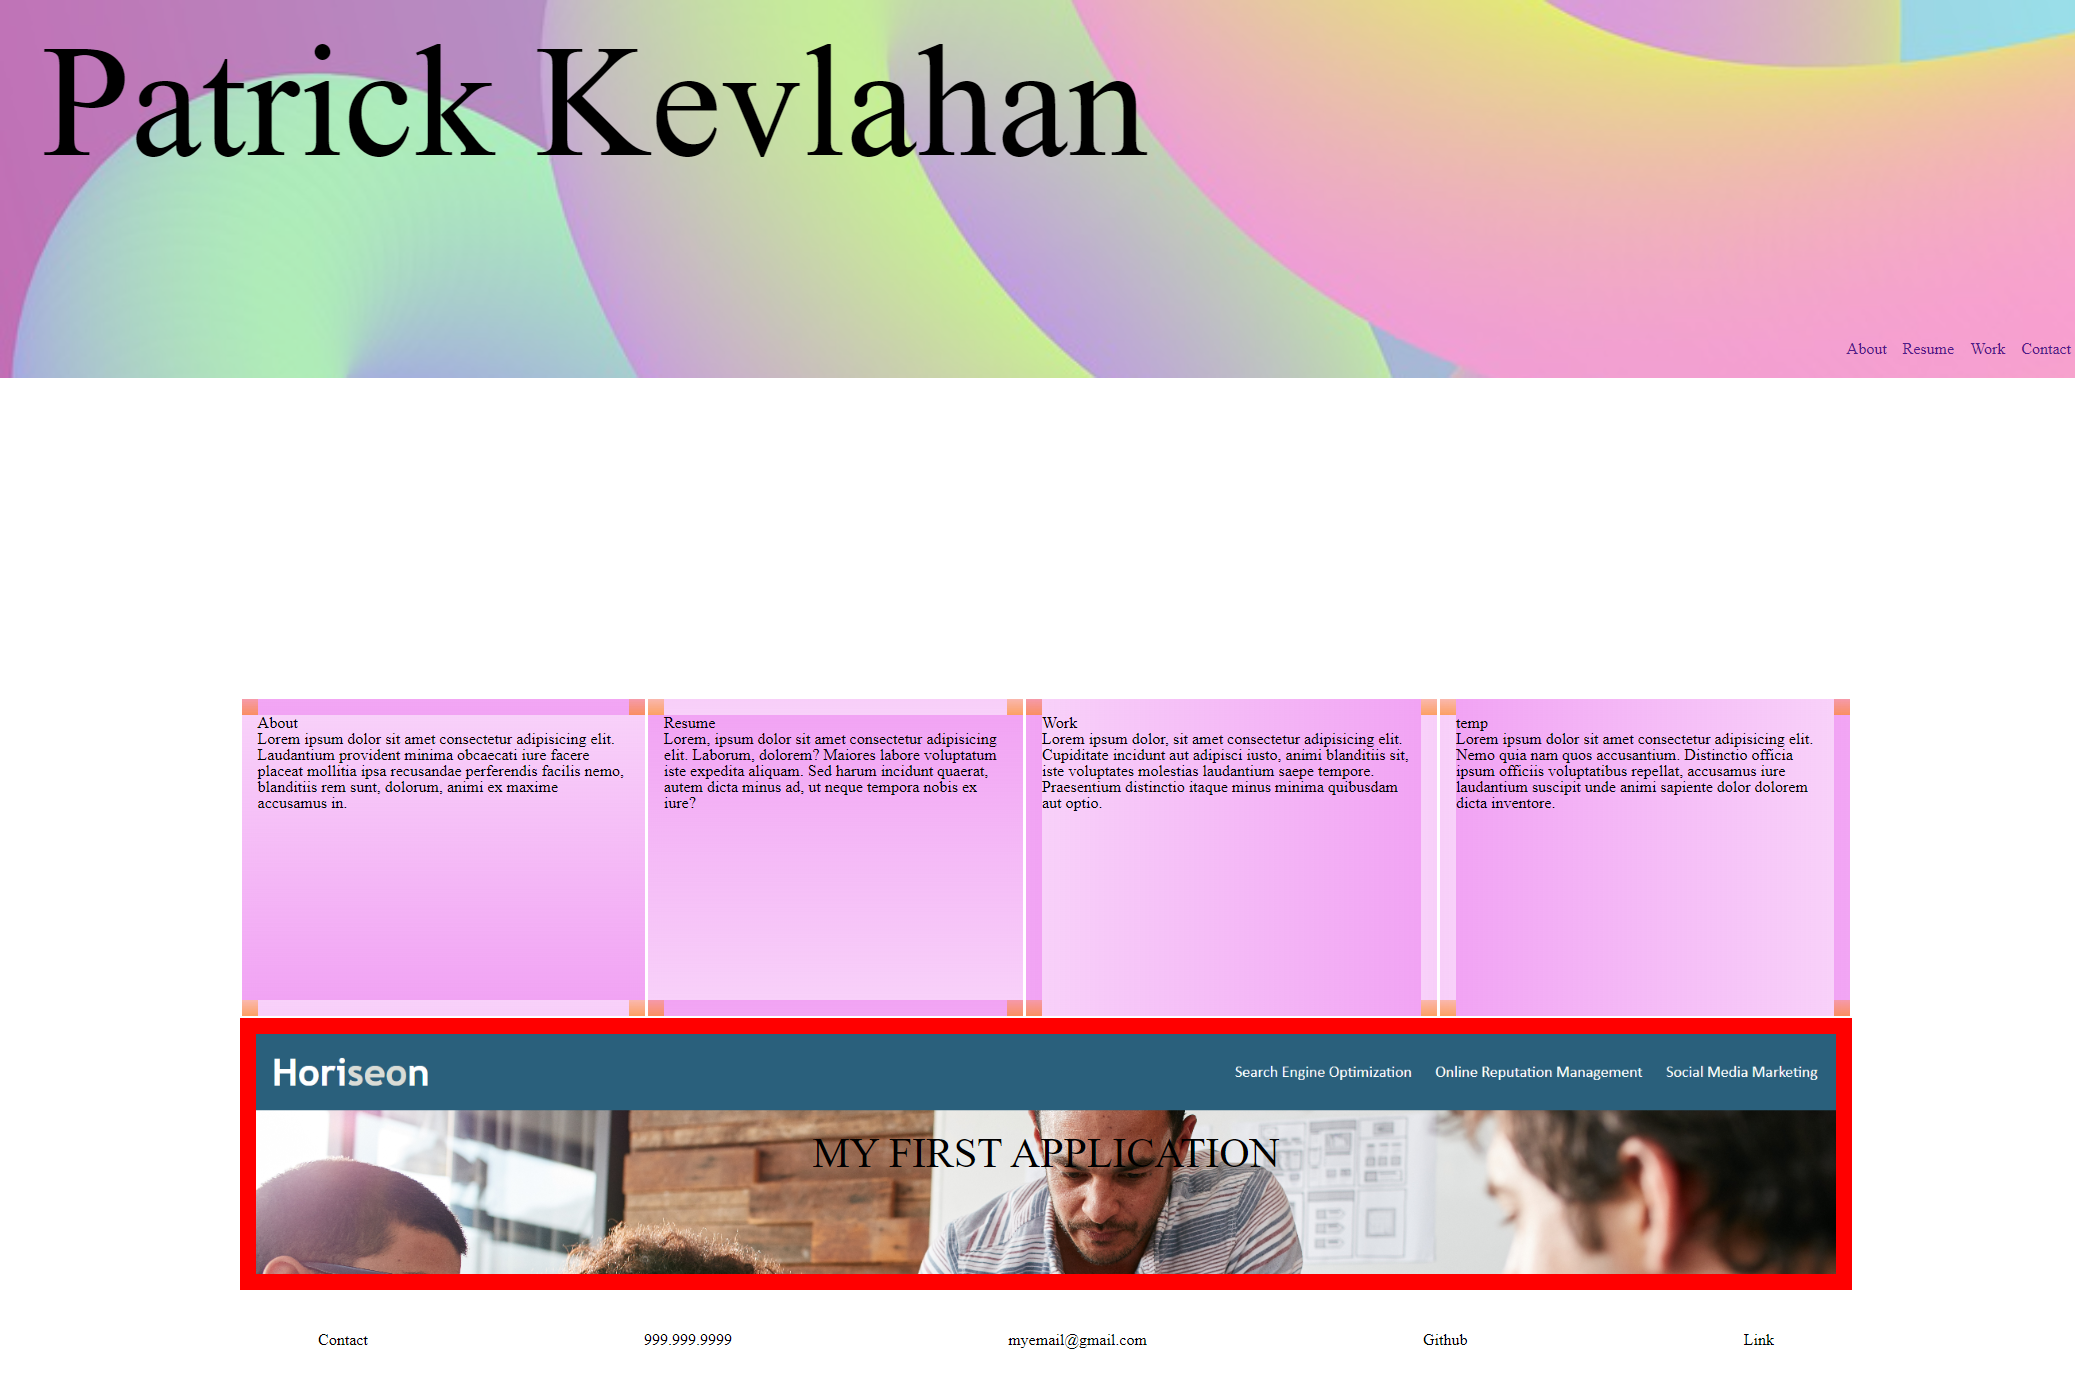 Patrick Kevlahan
About Resume Work Contact
About
Lorem ipsum dolor sit amet consectetur adipisicing elit.
Laudantium provident minima obcaecati iure facere
placeat mollitia ipsa recusandae perferendis facilis nemo,
blanditiis rem sunt, dolorum, animi ex maxime
accusamus in.
Resume
Lorem, ipsum dolor sit amet consectetur adipisicing
elit. Laborum, dolorem? Maiores labore voluptatum
iste expedita aliquam. Sed harum incidunt quaerat,
autem dicta minus ad, ut neque tempora nobis ex
iure?
Work
Lorem ipsum dolor, sit amet consectetur adipisicing elit.
Cupiditate incidunt aut adipisci iusto, animi blanditiis sit,
iste voluptates molestias laudantium saepe tempore.
Praesentium distinctio itaque minus minima quibusdam
aut optio.
temp
Lorem ipsum dolor sit amet consectetur adipisicing elit.
Nemo quia nam quos accusantium. Distinctio officia
ipsum officiis voluptatibus repellat, accusamus iure
laudantium suscipit unde animi sapiente dolor dolorem
dicta inventore.
Horiseon
Search Engine Optimization Online Reputation Management Social Media Marketing
MY FIRST APPLICATION
Contact 999.999.9999 myemail@gmail.com Github Link